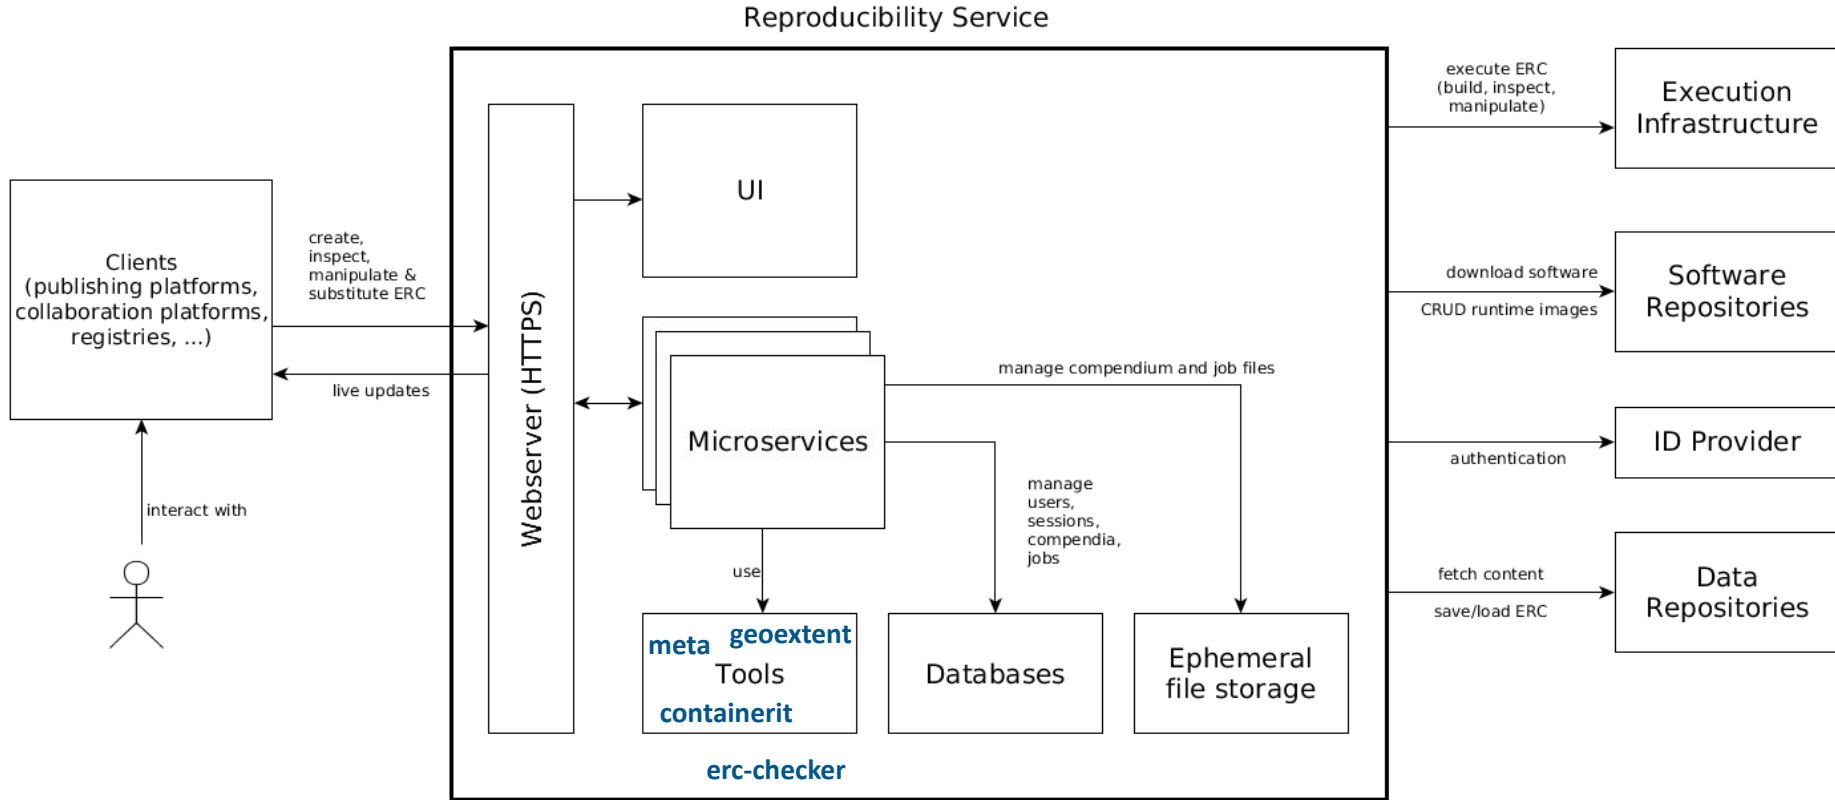 Reproducibility Service
Clients
(publishing platforms,
collaboration platforms,
registries, ...)
create,
inspect,
manipulate &
substitute ERC
live updates
interact with
Webserver (HTTPS)
UI
Microservices
manage compendium and job files
manage
users,
sessions,
compendia,
jobs
use
meta
geoextent
Tools
containerit
erc-checker
Databases
Ephemeral
file storage
execute ERC
(build, inspect,
manipulate)
Execution
Infrastructure
download software
CRUD runtime images
Software
Repositories
authentication
ID Provider
fetch content
save/load ERC
Data
Repositories